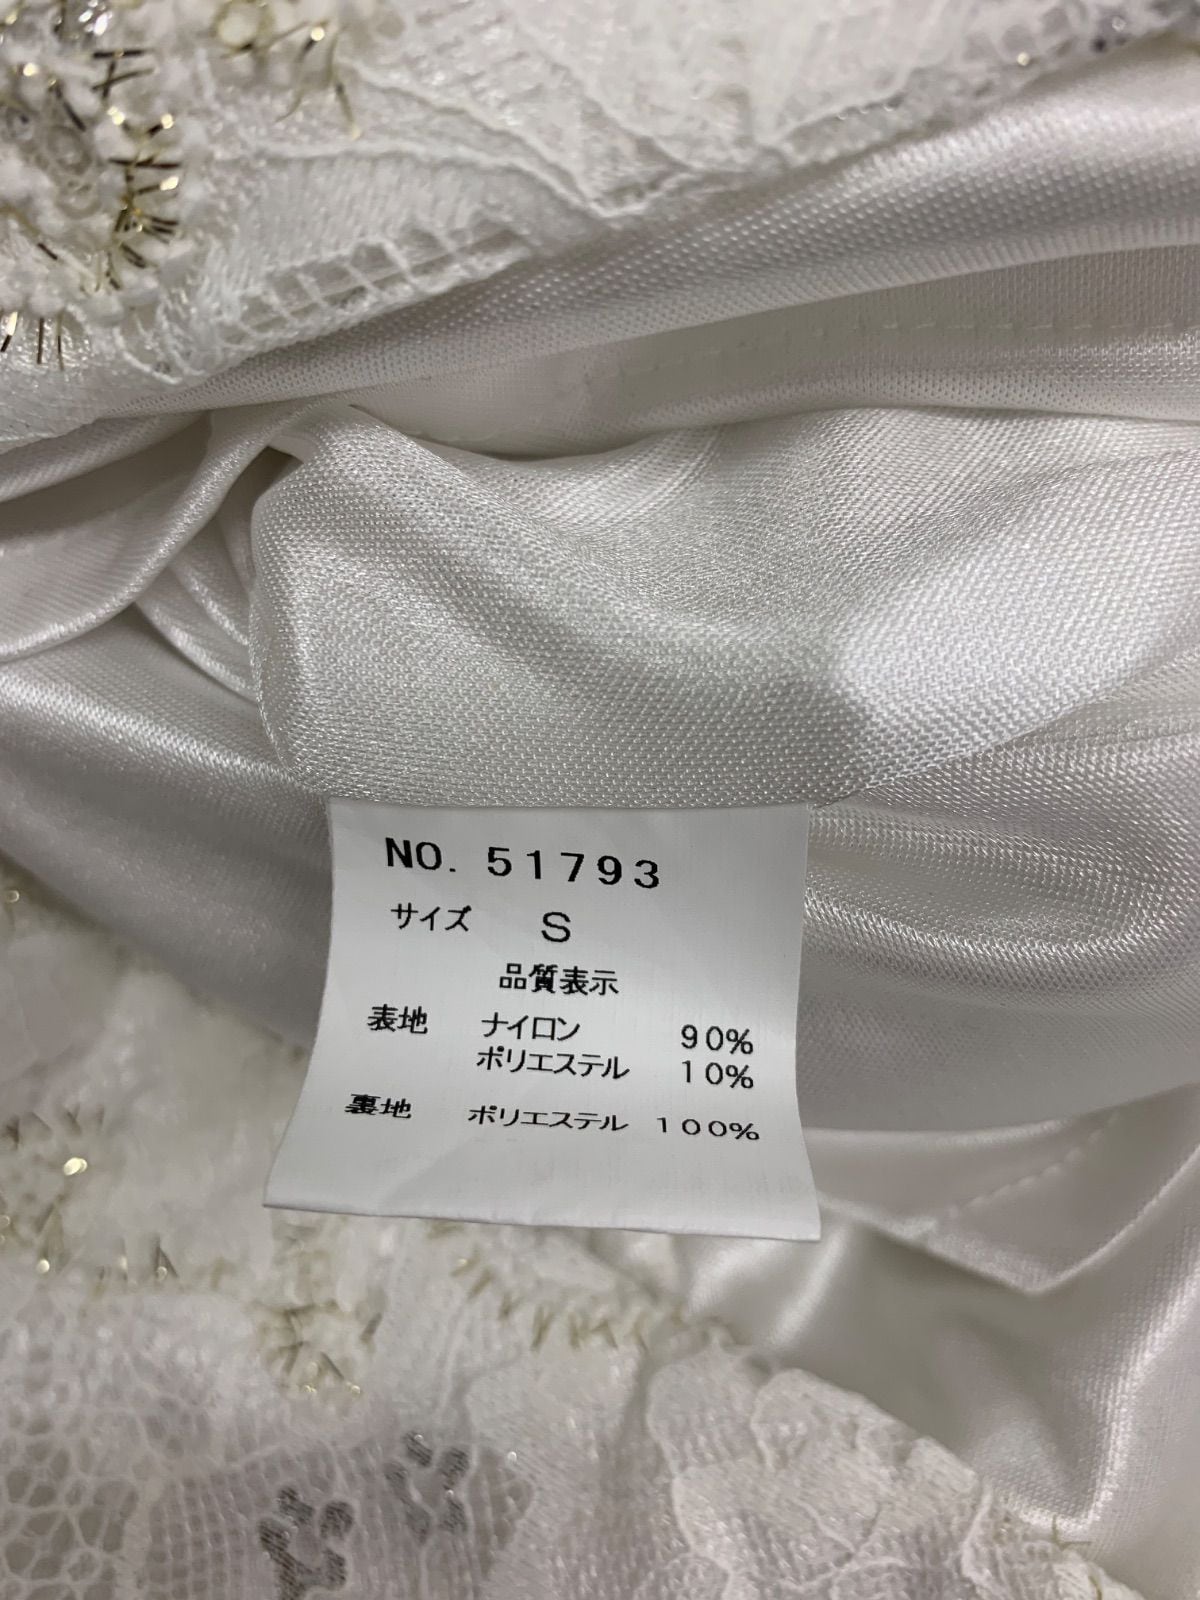 NO. 51793
サイズ S
品質表示
表地 ナイロン 90%
ポリエステル 10%
裏地 ポリエステル 100%